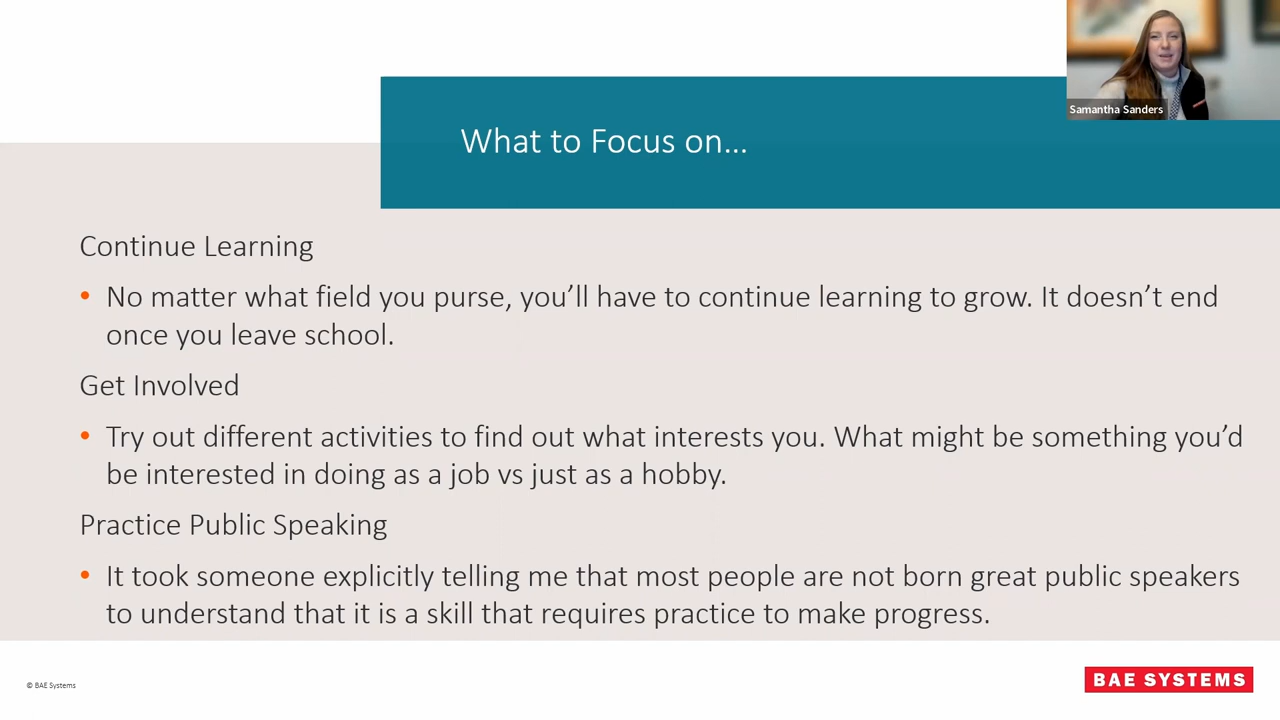 Samantha Sanders
What to Focus on...
Continue Learning
• No matter what field you purse, you’ll have to continue learning to grow. It doesn’t end
once you leave school.
Get Involved
• Try out different activities to find out what interests you. What might be something you’d
be interested in doing as a job vs just as a hobby.
Practice Public Speaking
• It took someone explicitly telling me that most people are not born great public speakers
to understand that it is a skill that requires practice to make progress.
© BAE Systems
BAE SYSTEMS